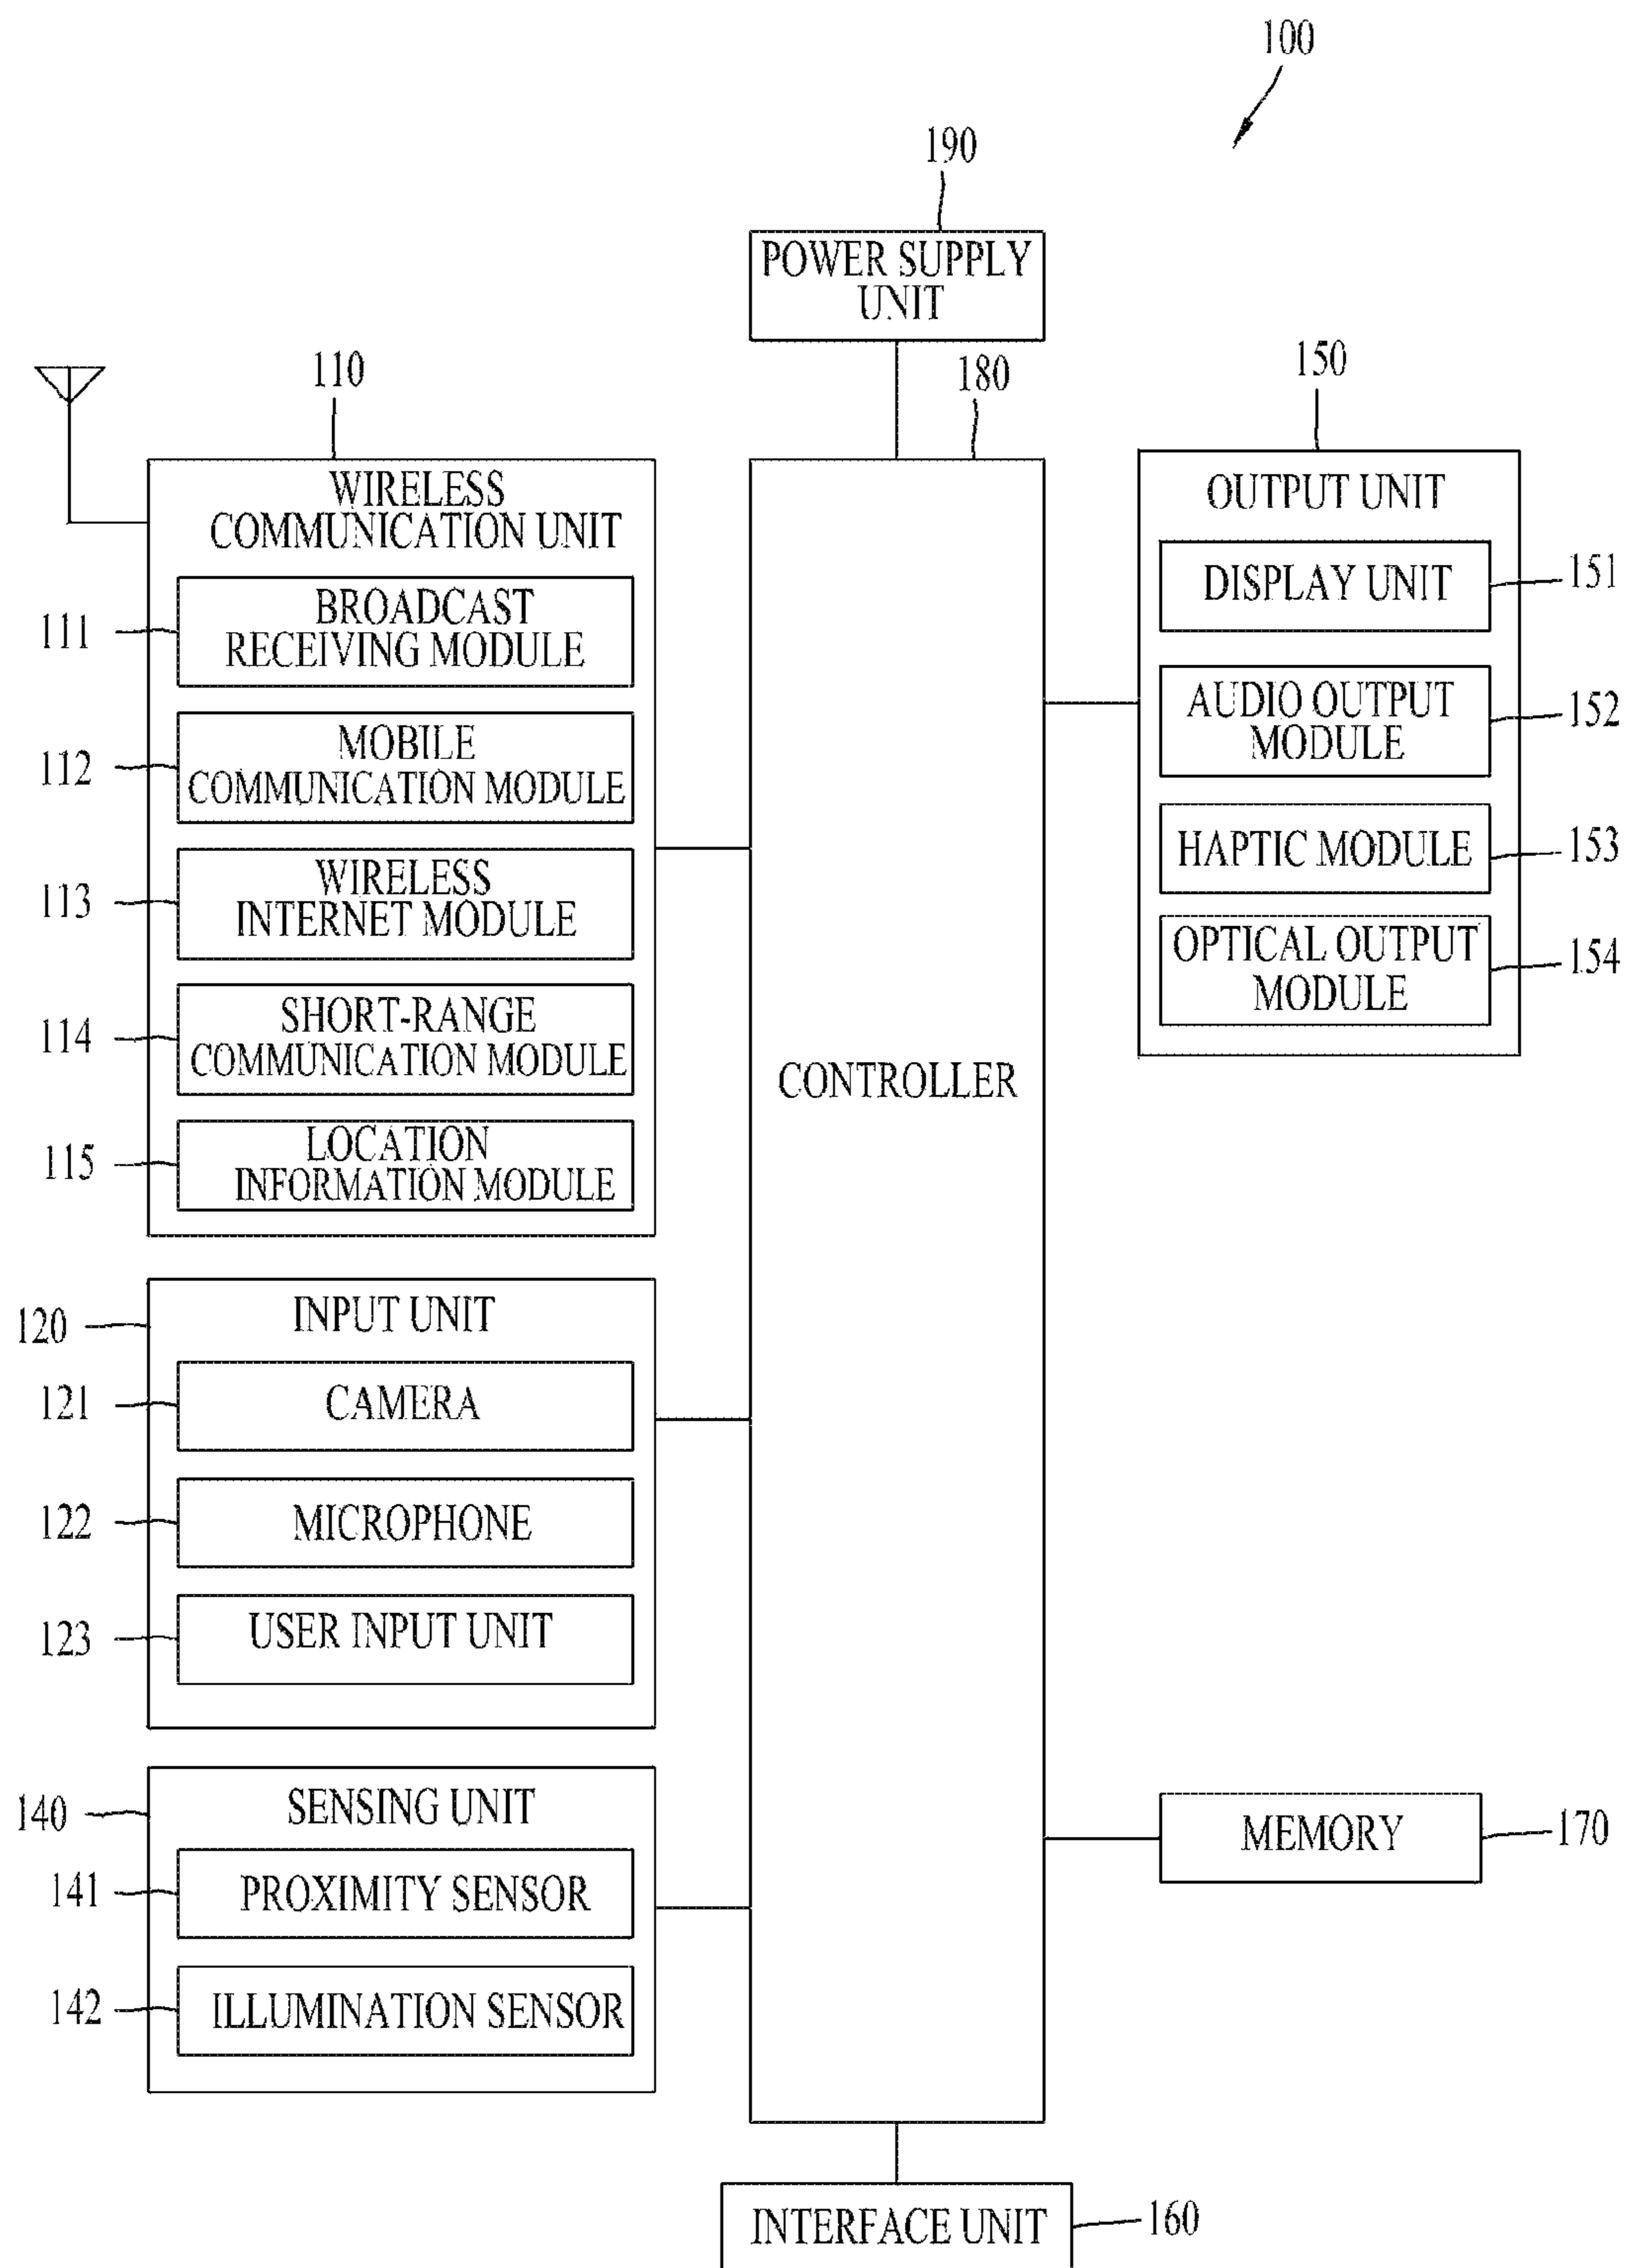 100
190
POWER SUPPLY
UNIT
110
180
150
WIRELESS
COMMUNICATION UNIT
111
BROADCAST
RECEIVING MODULE
112
MOBILE
COMMUNICATION MODULE
113
WIRELESS
INTERNET MODULE
114
SHORT-RANGE
COMMUNICATION MODULE
115
LOCATION
INFORMATION MODULE
120
INPUT UNIT
121
CAMERA
122
MICROPHONE
123
USER INPUT UNIT
140
SENSING UNIT
141
PROXIMITY SENSOR
142
ILLUMINATION SENSOR
CONTROLLER
OUTPUT UNIT
DISPLAY UNIT
151
AUDIO OUTPUT
MODULE
152
HAPTIC MODULE
153
OPTICAL OUTPUT
MODULE
154
MEMORY
170
INTERFACE UNIT
160